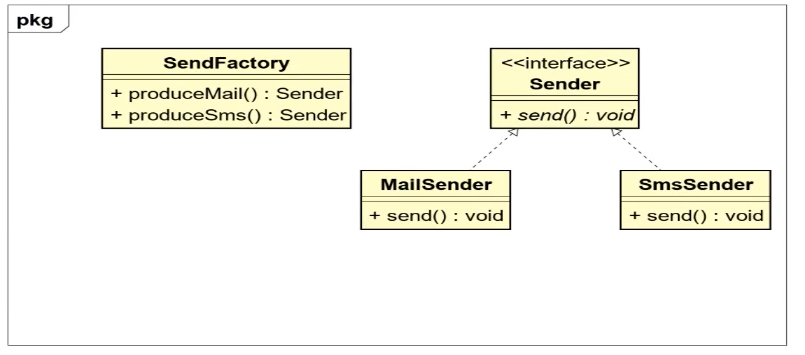 pkg
SendFactory
+ produceMail() : Sender
+ produceSms() : Sender
<<interface>>
Sender
+ send() : void
MailSender
+ send() : void
SmsSender
+ send() : void